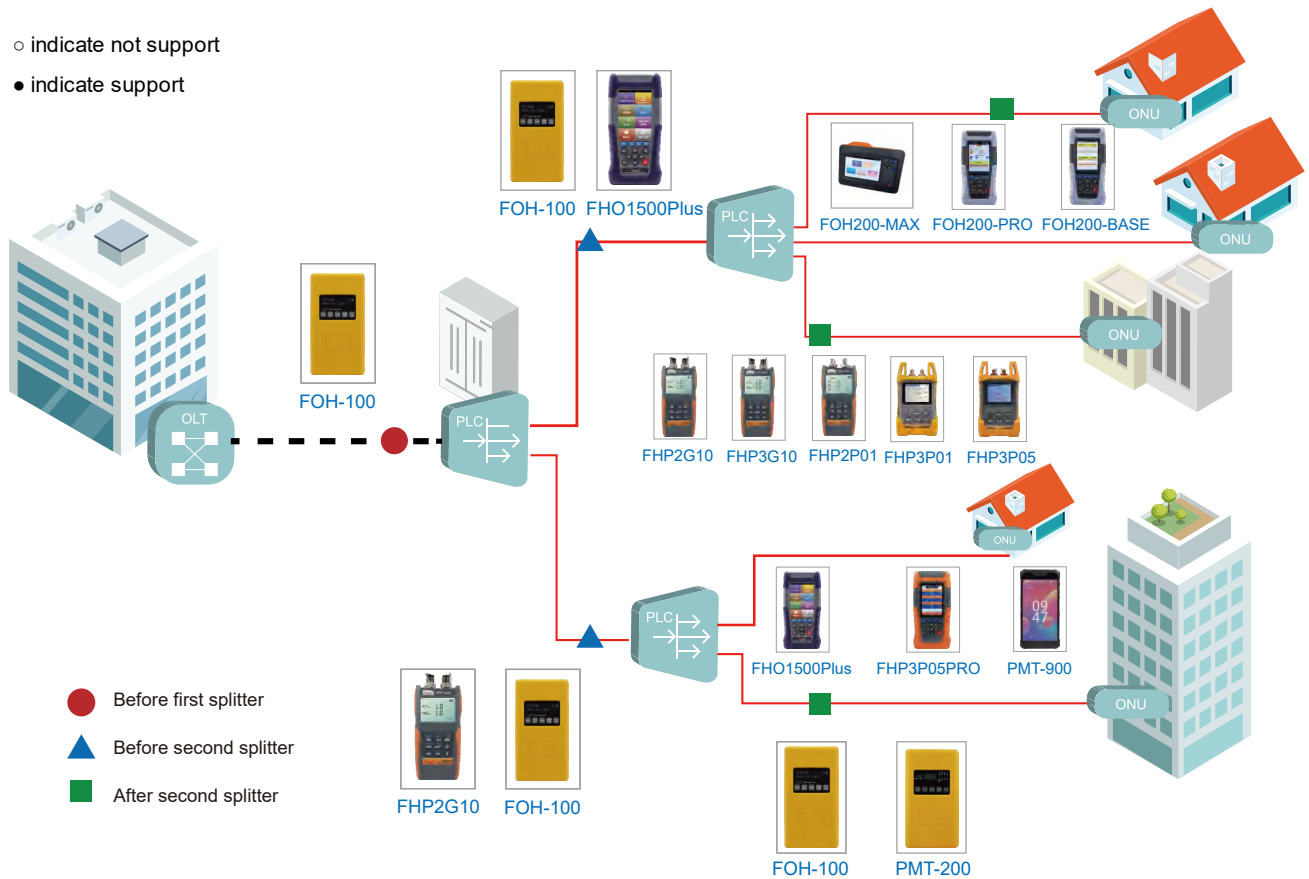 ○ indicate not support
● indicate support
FOH-100
FHO1500Plus
ONU
FOH200-MAX
FOH200-PRO
FOH200-BASE
PLC
ONU
FOH-100
ONU
OLT
PLC
FHP2G10
FHP3G10
FHP2P01
FHP3P01
FHP3P05
ONU
09
47
PLC
FHO1500Plus
FHP3P05PRO
PMT-900
Before first splitter
Before second splitter
After second splitter
ONU
FHP2G10
FOH-100
FOH-100
PMT-200